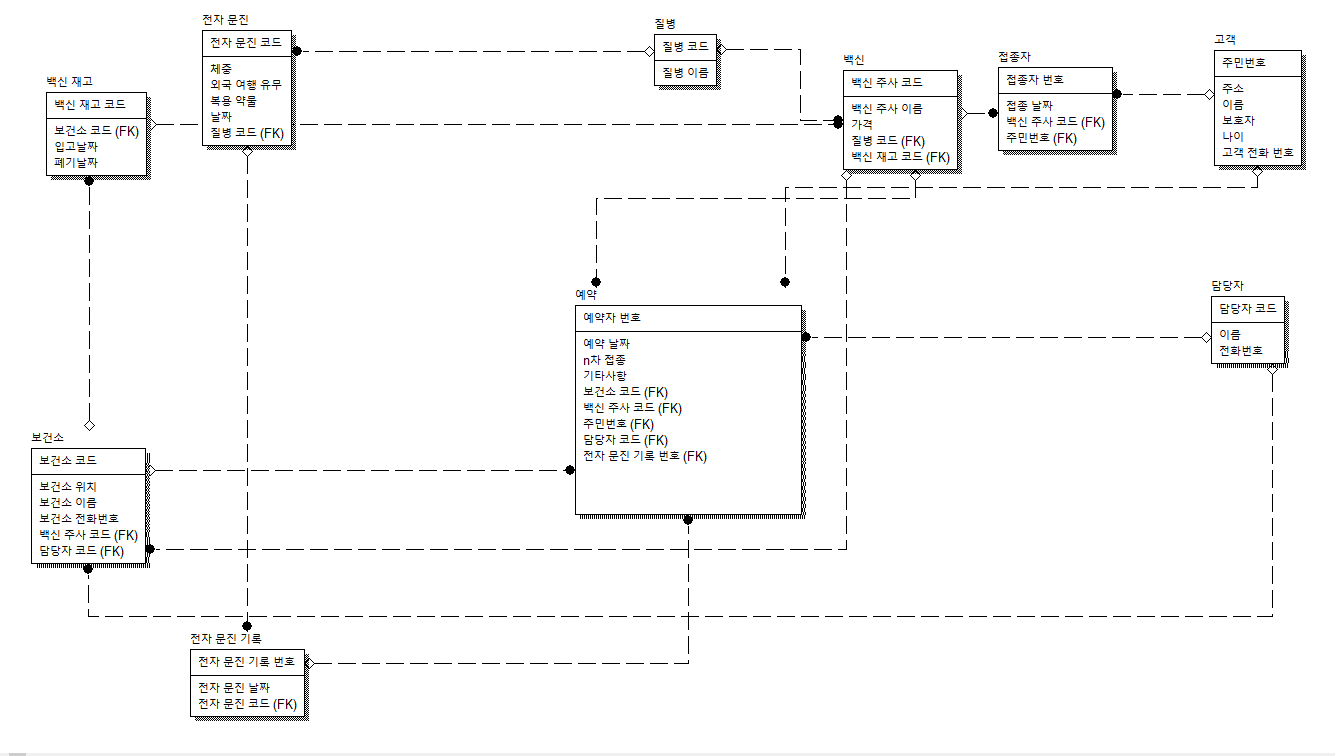 전자 문진
전자 문진 코드
체중
외국 여행 유무
복용 약물
날짜
질병 코드 (FK)
질병
질병 코드
질병 이름
고객
주민번호
주소
이름
보호자
나이
고객 전화 번호
백신
백신 주사 코드
백신 주사 이름
가격
질병 코드 (FK)
백신 재고 코드 (FK)
접종자
접종자 번호
접종 날짜
백신 주사 코드 (FK)
주민번호 (FK)
백신 재고
백신 재고 코드
보건소 코드 (FK)
입고날짜
폐기날짜
예약
예약자 번호
예약 날짜
n차 접종
기타사항
보건소 코드 (FK)
백신 주사 코드 (FK)
주민번호 (FK)
담당자 코드 (FK)
전자 문진 기록 번호 (FK)
담당자
담당자 코드
이름
전화번호
보건소
보건소 코드
보건소 위치
보건소 이름
보건소 전화번호
백신 주사 코드 (FK)
담당자 코드 (FK)
전자 문진 기록
전자 문진 기록 번호
전자 문진 날짜
전자 문진 코드 (FK)